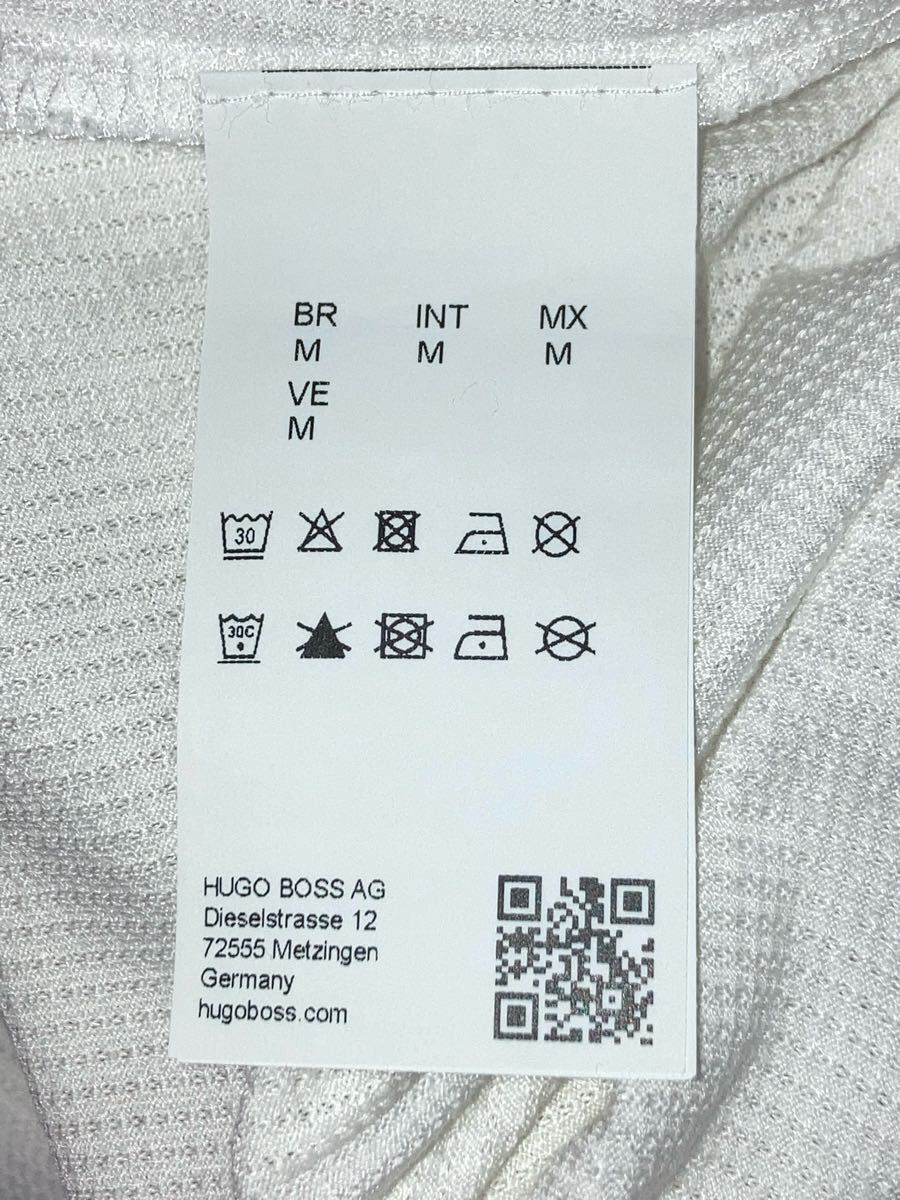 BR INT MX
M M M
VE
M
30
30C
HUGO BOSS AG
Dieselstrasse 12
72555 Metzingen
Germany
hugoboss.com